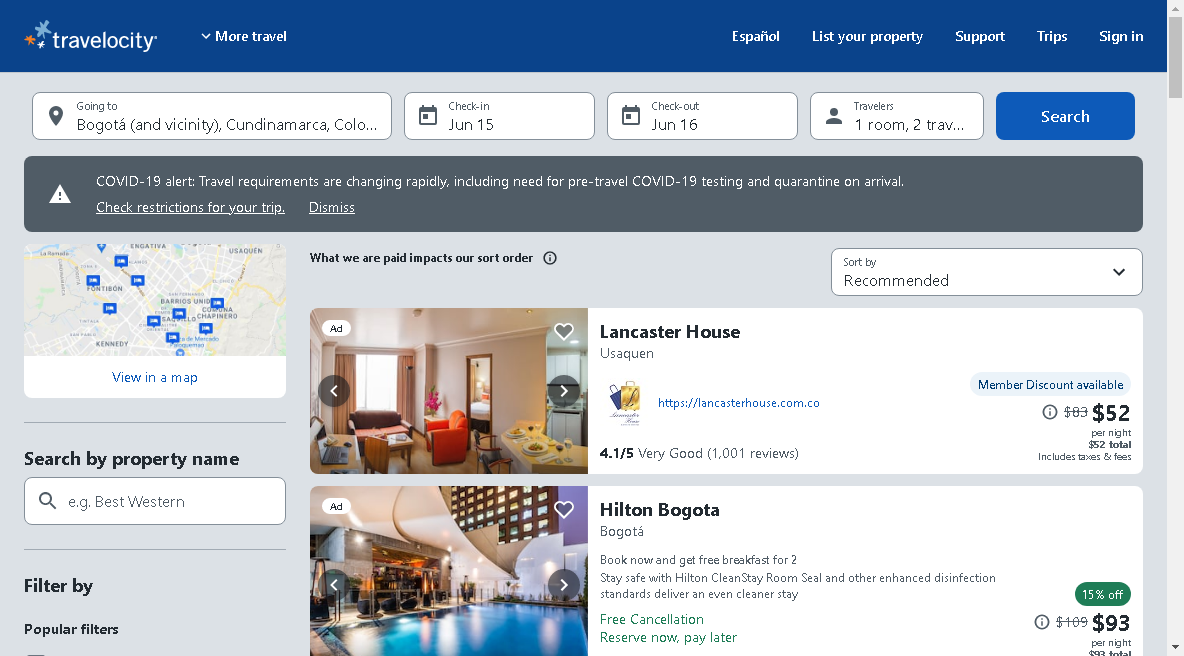 travelocity
More travel
Español
List your property
Support
Trips
Sign in
Going to
Bogotá (and vicinity), Cundinamarca, Colo...
Check-in
Jun 15
Check-out
Jun 16
Travelers
1 room, 2 trav...
Search
COVID-19 alert: Travel requirements are changing rapidly, including need for pre-travel COVID-19 testing and quarantine on arrival.
Check restrictions for your trip.
Dismiss
ENGATIVA
USAQUÉN
FONTIBÓN
BARRIOS UNID
CHAPINERO
KENNEDY
View in a map
Search by property name
e.g. Best Western
Filter by
Popular filters
What we are paid impacts our sort order
Sort by
Recommended
Ad
Lancaster House
Usaquen
Lancaster House
https://lancasterhouse.com.co
4.1/5 Very Good (1,001 reviews)
Member Discount available
$83 $52
per night
$52 total
Includes taxes & fees
Ad
Hilton Bogota
Bogotá
Book now and get free breakfast for 2
Stay safe with Hilton CleanStay Room Seal and other enhanced disinfection
standards deliver an even cleaner stay
Free Cancellation
Reserve now, pay later
15% off
$109 $93
per night
$93 total